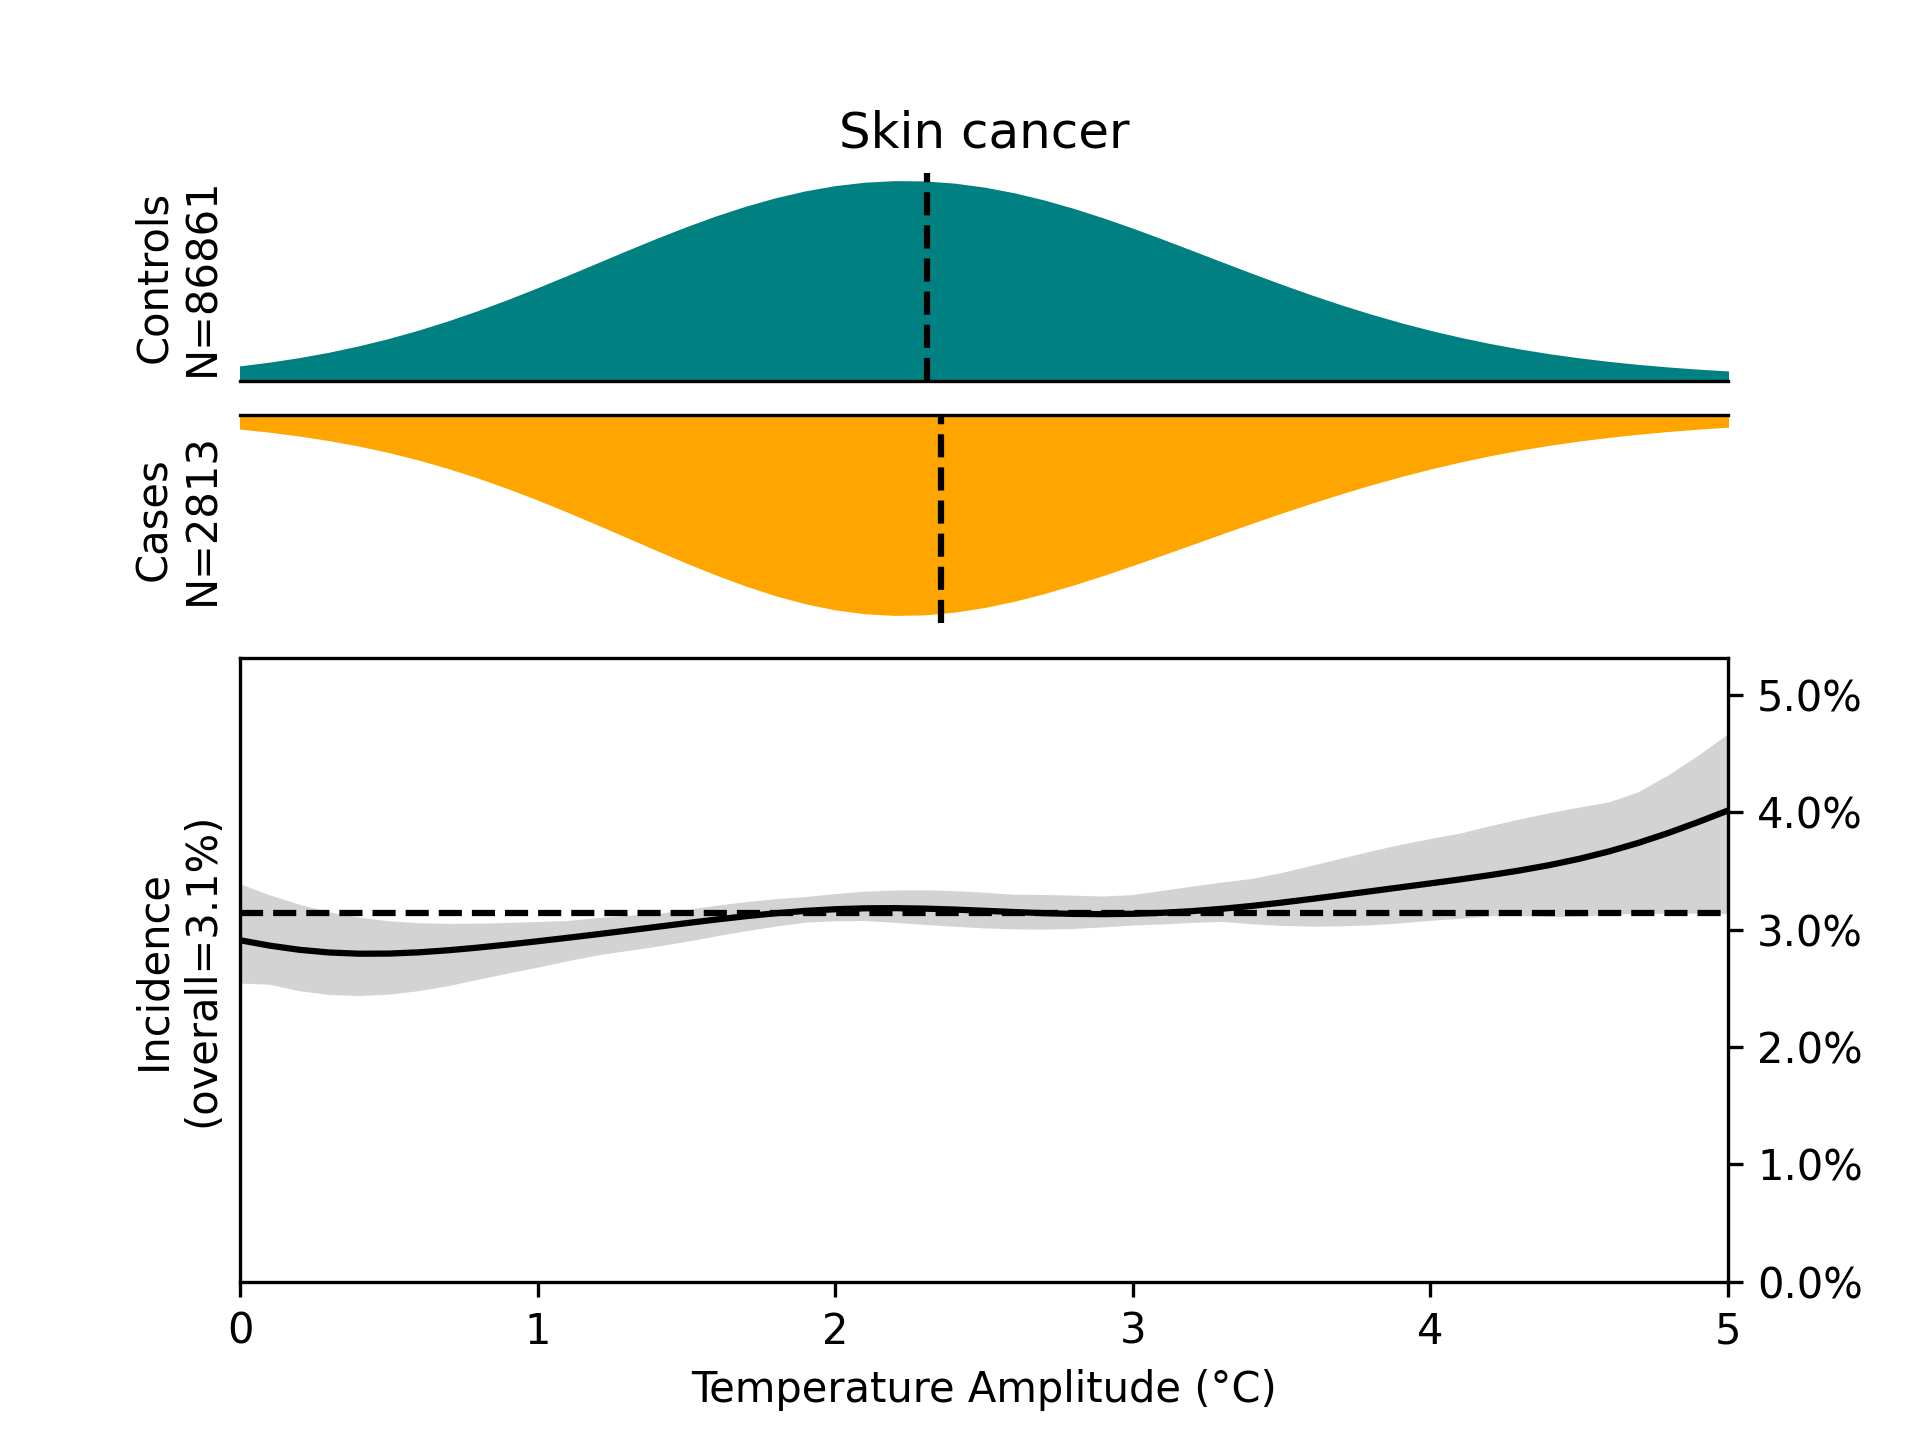 Skin cancer
Controls
N=86861
Cases
N=2813
Incidence
(overall=3.1%)
5.0%
4.0%
3.0%
2.0%
1.0%
0.0%
0 1 2 3 4 5
Temperature Amplitude (°C)